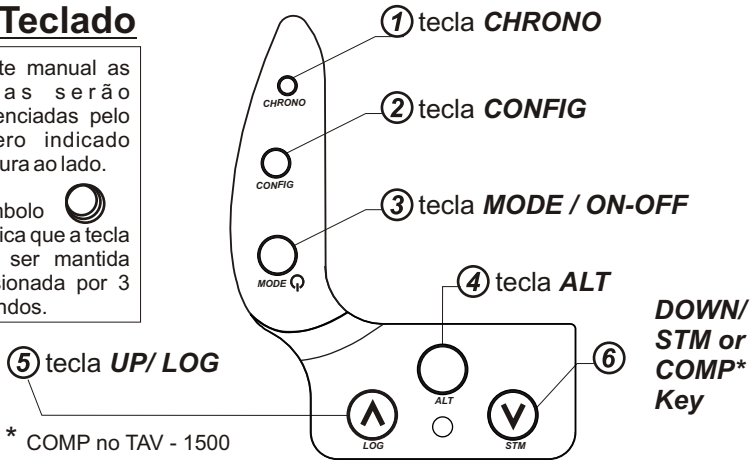 Teclado
te manual as
as serão
enciadas pelo
ero indicado
ura ao lado.
bolo
ica que a tecla
ser mantida
sionada por 3
ndos.
1 tecla CHRONO
2 tecla CONFIG
3 tecla MODE / ON-OFF
4 tecla ALT
5 tecla UP/ LOG
6
DOWN/
STM or
COMP*
Key
CHRONO
CONFIG
MODE
ALT
LOG
STM
* COMP no TAV - 1500